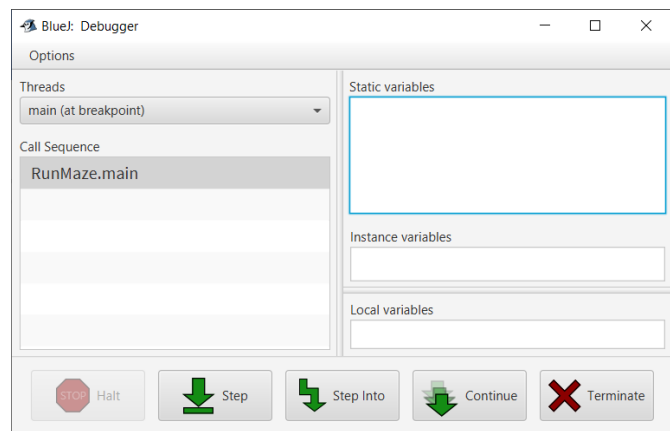 BlueJ: Debugger
Options
Threads
main (at breakpoint)
Call Sequence
RunMaze.main
Static variables
Instance variables
Local variables
STOP Halt
Step
Step Into
Continue
Terminate